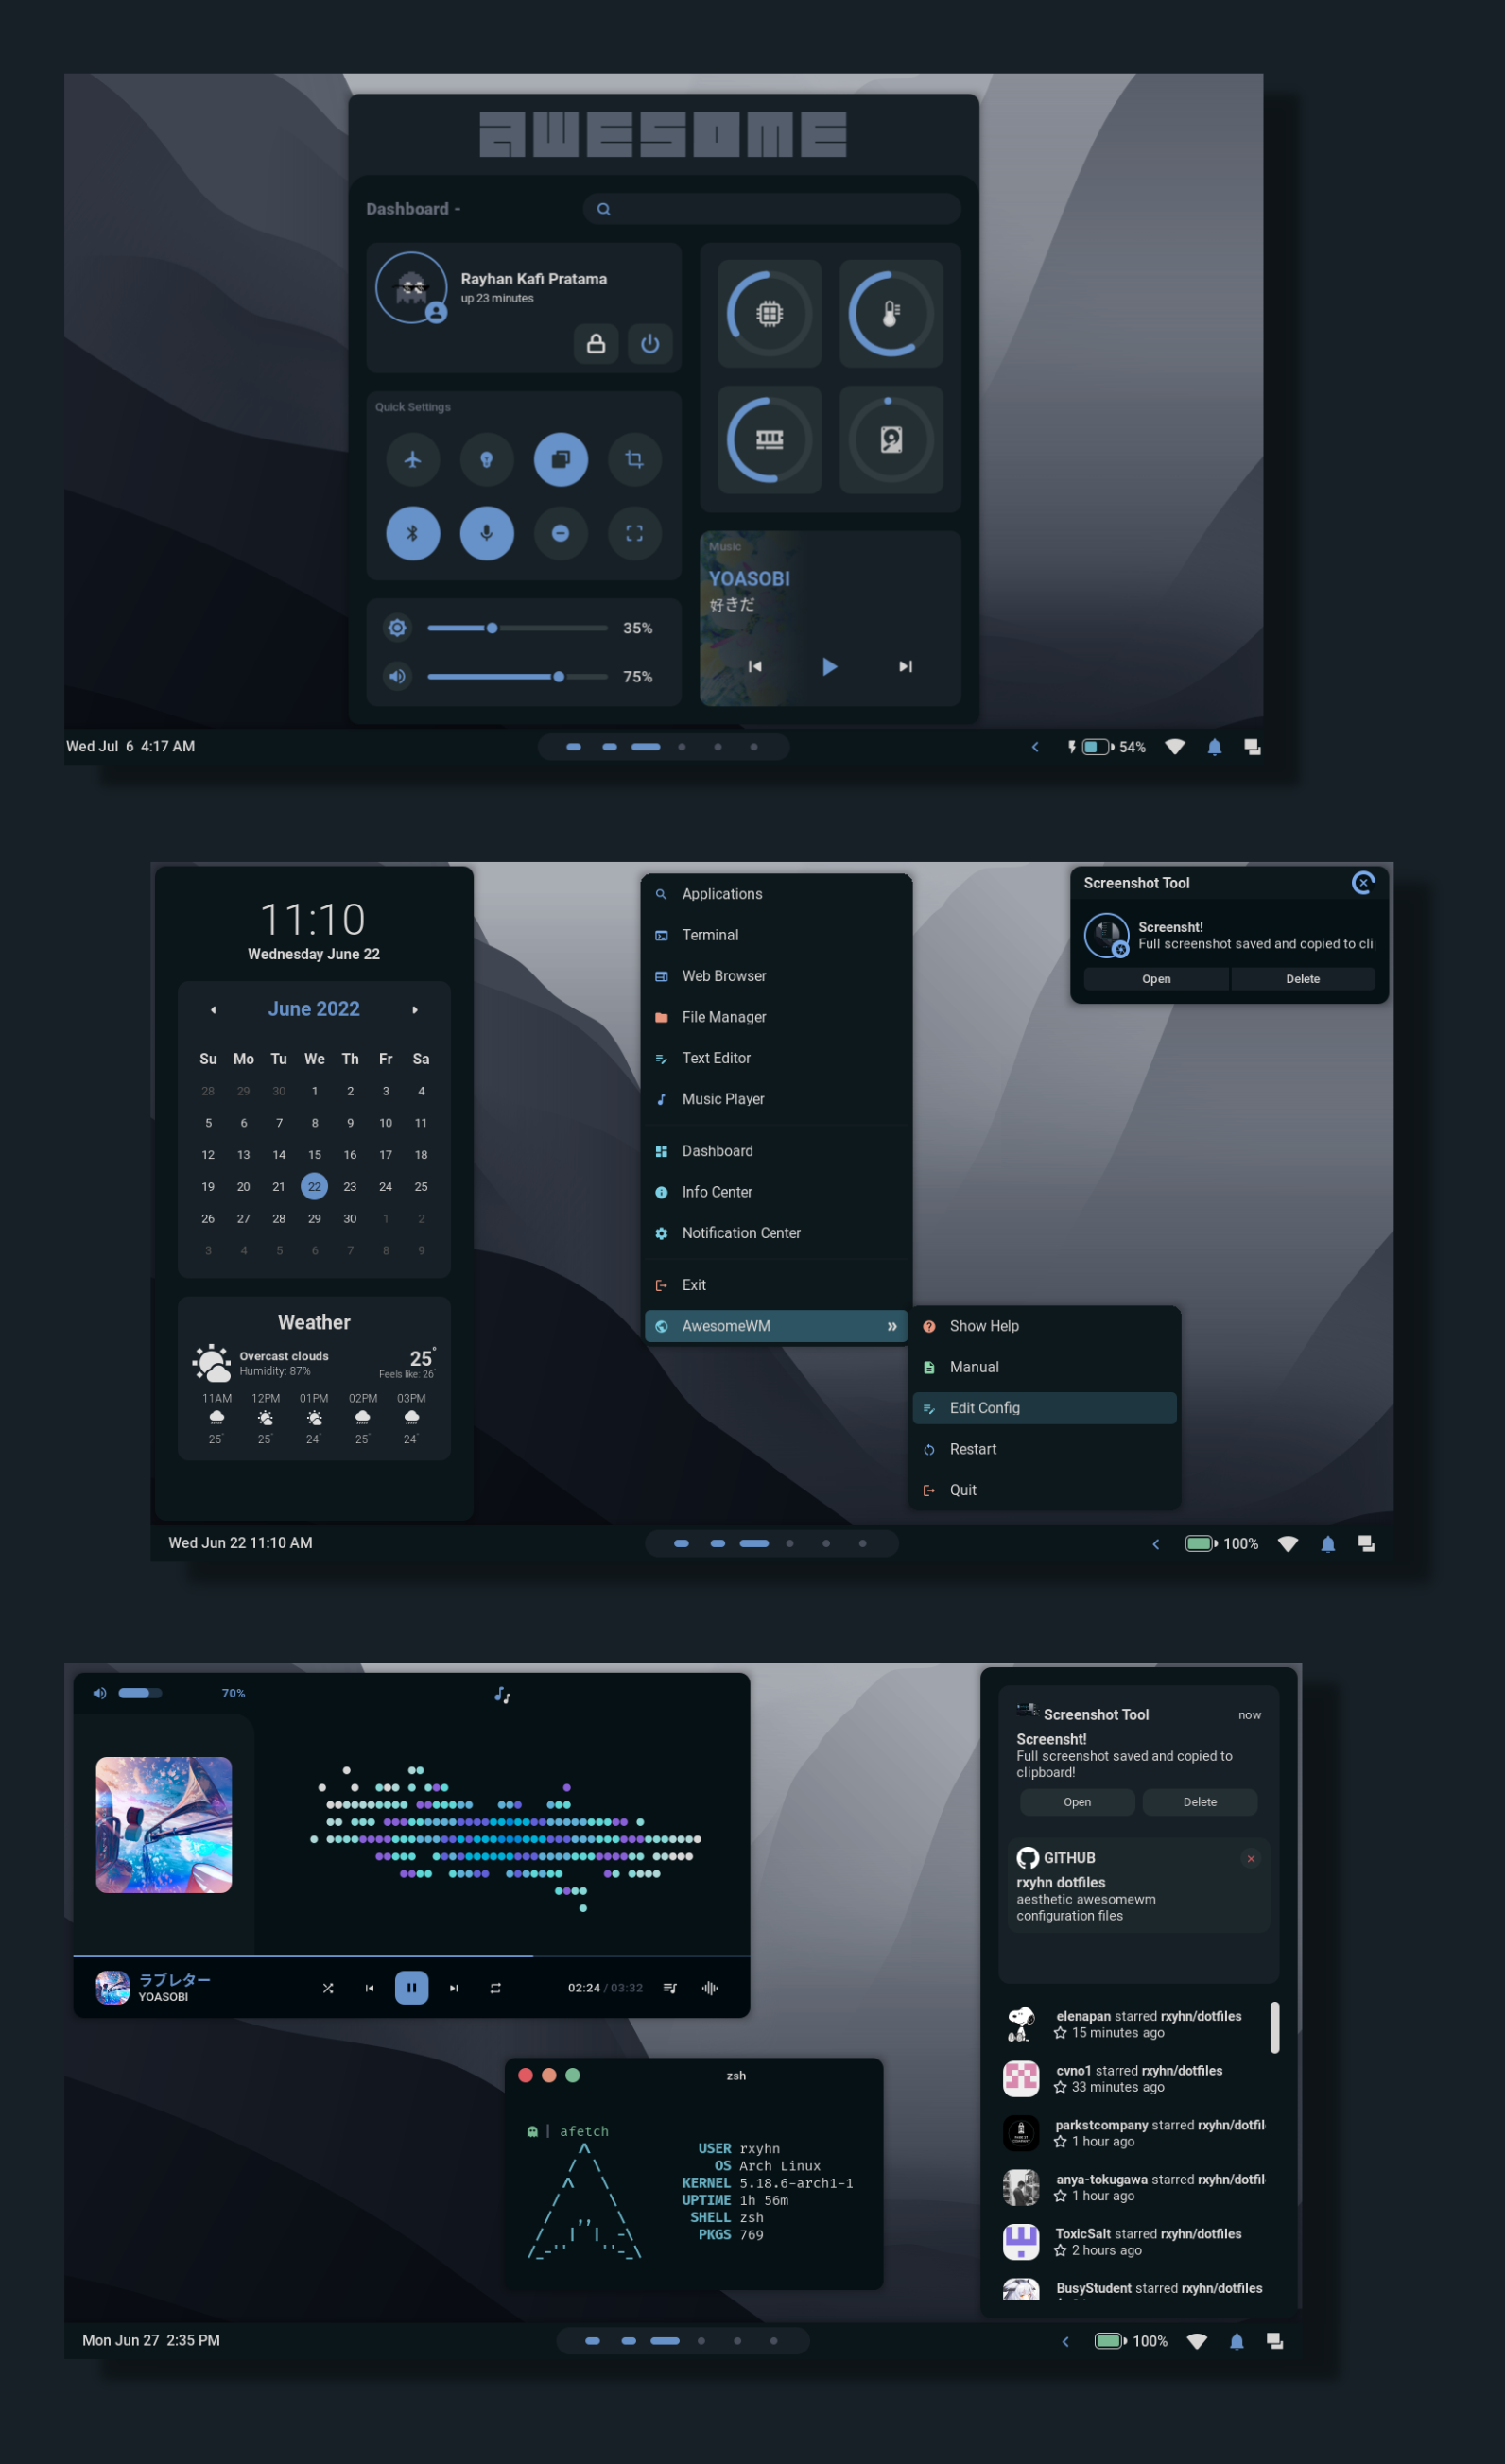 AWESOME
Dashboard -
Rayhan Kafi Pratama
up 23 minutes
Quick Settings
35%
75%
Music
YOASOBI
好きだ
Wed Jul 6 4:17 AM
54%
11:10
Wednesday June 22
June 2022
Su Mo Tu We Th Fr Sa
28 29 30 1 2 3 4
5 6 7 8 9 10 11
12 13 14 15 16 17 18
19 20 21 22 23 24 25
26 27 28 29 30 1 2
3 4 5 6 7 8 9
Weather
Overcast clouds
Humidity: 87%
25°
Feels like: 26°
11AM 12PM 01PM 02PM 03PM
25° 25° 24° 25° 24°
Applications
Terminal
Web Browser
File Manager
Text Editor
Music Player
Dashboard
Info Center
Notification Center
Exit
AwesomeWM »
Show Help
Manual
Edit Config
Restart
Quit
Screenshot Tool
Screensht!
Full screenshot saved and copied to cli
Open Delete
Wed Jun 22 11:10 AM
100%
70%
ラブレター
YOASOBI
02:24 / 03:32
zsh
| afetch
^
/ \
^ \
/ \
/ ,, \
/ | | -\
/_-'' ''-_\
USER rxyhn
OS Arch Linux
KERNEL 5.18.6-arch1-1
UPTIME 1h 56m
SHELL zsh
PKGS 769
Screenshot Tool now
Screensht!
Full screenshot saved and copied to
clipboard!
Open Delete
GITHUB
rxyhn dotfiles
aesthetic awesomewm
configuration files
elenapan starred rxyhn/dotfiles
15 minutes ago
cvno1 starred rxyhn/dotfiles
33 minutes ago
parkstcompany starred rxyhn/dotfil
1 hour ago
anya-tokugawa starred rxyhn/dotfil
1 hour ago
ToxicSalt starred rxyhn/dotfiles
2 hours ago
BusyStudent starred rxyhn/dotfiles
Mon Jun 27 2:35 PM
100%